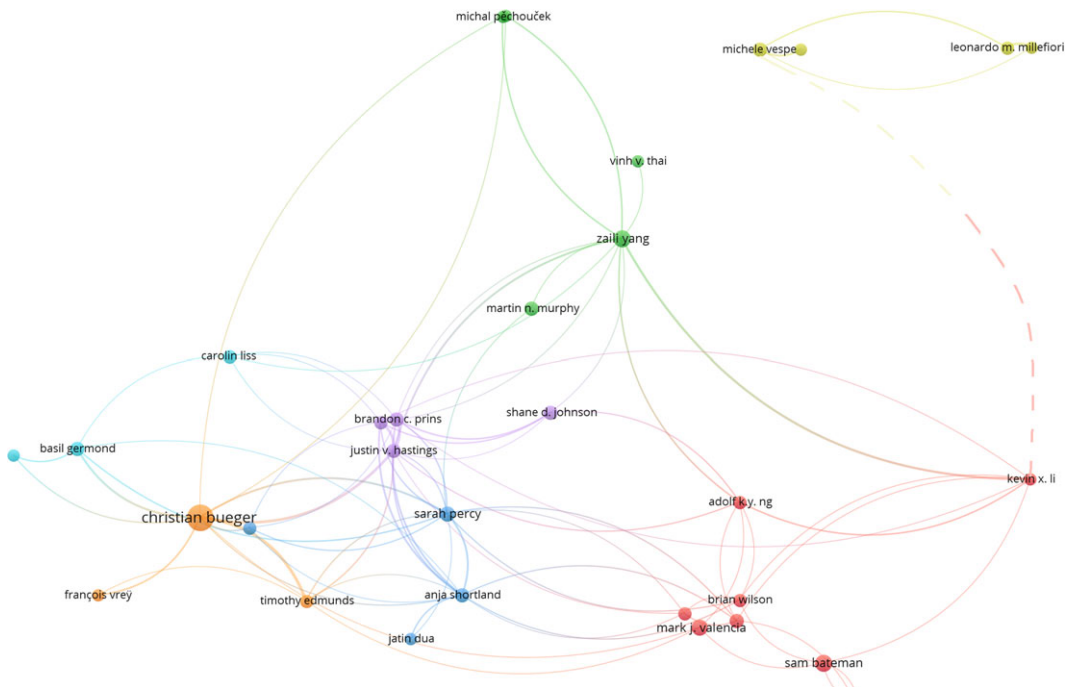 michal pěchouček
michele vespe
leonardo m. millefiori
vinh v. thai
zaili yang
martin n. murphy
carolin liss
brandon c. prins
shane d. johnson
basil germond
justin v. hastings
kevin x. li
adolf k.y. ng
christian bueger
sarah percy
françois vreÿ
timothy edmunds
anja shortland
brian wilson
mark j. valencia
jatin dua
sam bateman